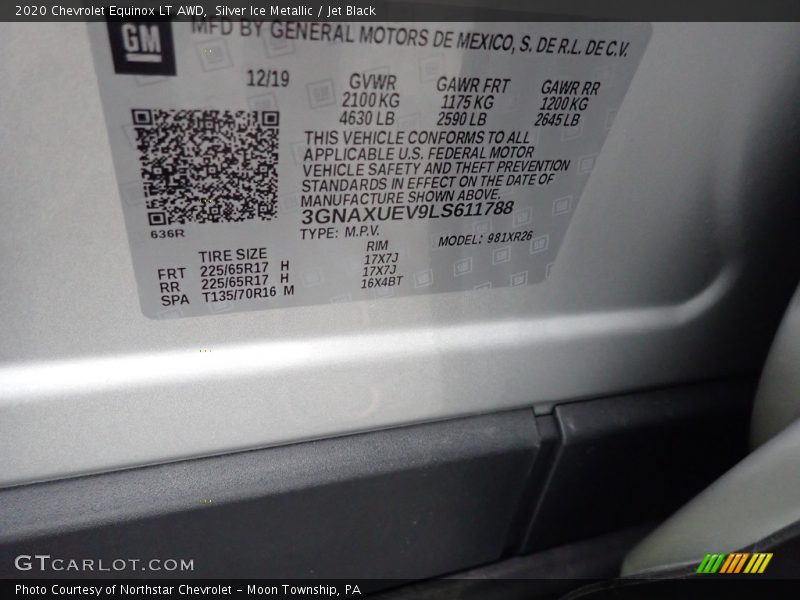 2020 Chevrolet Equinox LT AWD, Silver Ice Metallic / Jet Black
GM
MFD BY GENERAL MOTORS DE MEXICO, S. DE R.L. DE C.V.
12/19 GVWR GAWR FRT GAWR RR
2100 KG 1175 KG 1200 KG
4630 LB 2590 LB 2645 LB
THIS VEHICLE CONFORMS TO ALL
APPLICABLE U.S. FEDERAL MOTOR
VEHICLE SAFETY AND THEFT PREVENTION
STANDARDS IN EFFECT ON THE DATE OF
MANUFACTURE SHOWN ABOVE.
3GNAXUEV9LS611788
636R TYPE: M.P.V. MODEL: 981XR26
TIRE SIZE RIM
FRT 225/65R17 H 17X7J
RR 225/65R17 H 17X7J
SPA T135/70R16 M 16X4BT
GTCARLOT.COM
Photo Courtesy of Northstar Chevrolet - Moon Township, PA